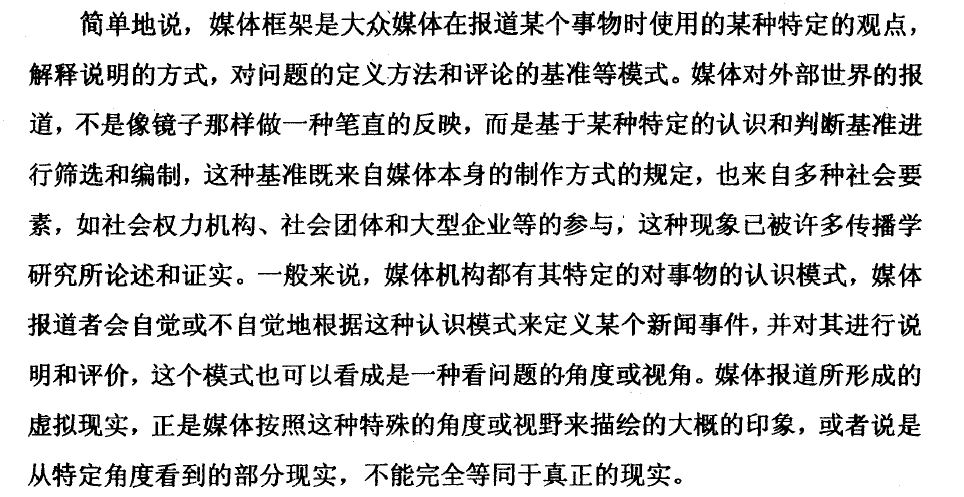 简单地说，媒体框架是大众媒体在报道某个事物时使用的某种特定的观点，
解释说明的方式，对问题的定义方法和评论的基准等模式。媒体对外部世界的报
道，不是像镜子那样做一种笔直的反映，而是基于某种特定的认识和判断基准进
行筛选和编制，这种基准既来自媒体本身的制作方式的规定，也来自多种社会要
素，如社会权力机构、社会团体和大型企业等的参与，这种现象已被许多传播学
研究所论述和证实。一般来说，媒体机构都有其特定的对事物的认识模式，媒体
报道者会自觉或不自觉地根据这种认识模式来定义某个新闻事件，并对其进行说
明和评价，这个模式也可以看成是一种看问题的角度或视角。媒体报道所形成的
虚拟现实，正是媒体按照这种特殊的角度或视野来描绘的大概的印象，或者说是
从特定角度看到的部分现实，不能完全等同于真正的现实。